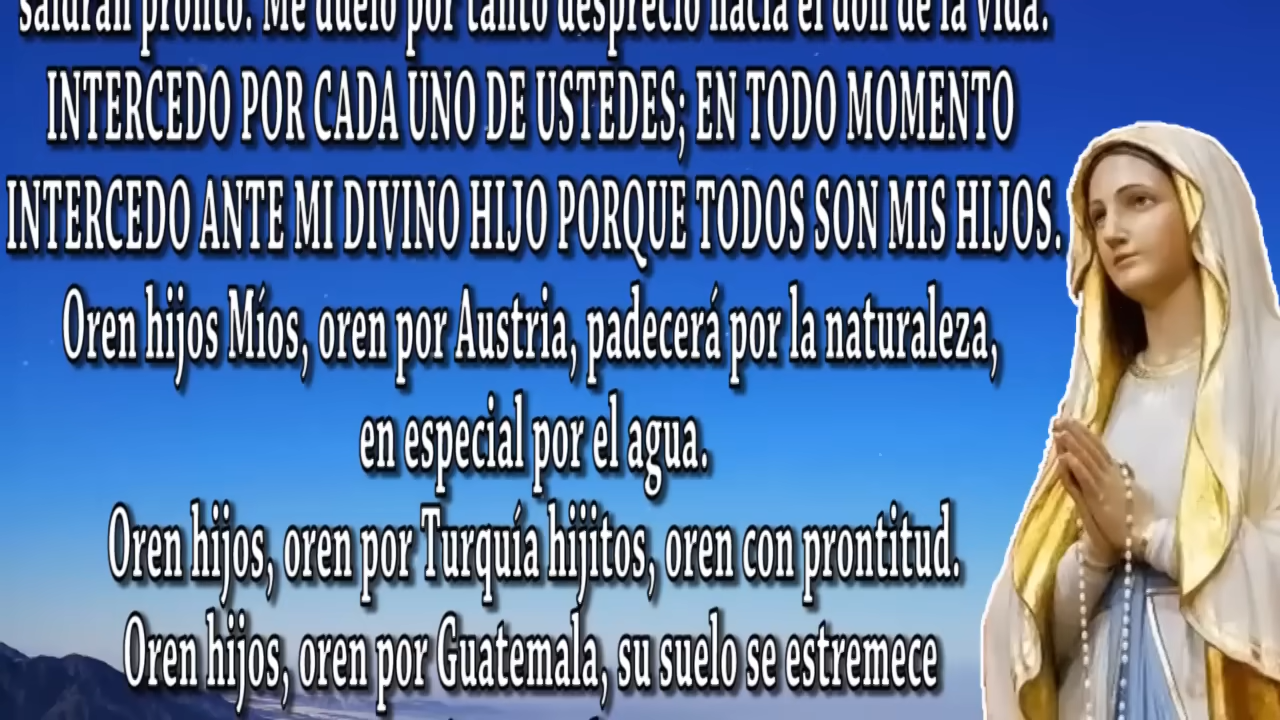 saldrán pronto. Me duelo por tanto desprecio hacia el don de la vida.
INTERCEDO POR CADA UNO DE USTEDES; EN TODO MOMENTO
INTERCEDO ANTE MI DIVINO HIJO PORQUE TODOS SON MIS HIJOS.
Oren hijos Míos, oren por Austria, padecerá por la naturaleza,
en especial por el agua.
Oren hijos, oren por Turquía hijitos, oren con prontitud.
Oren hijos, oren por Guatemala, su suelo se estremece